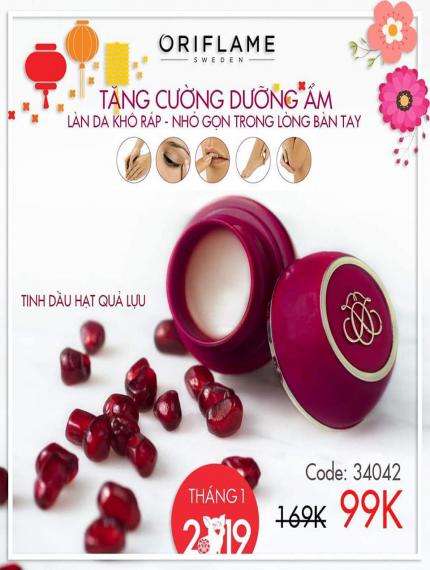 ORIFLAME
SWEDEN
TĂNG CƯỜNG DƯỠNG ẨM
LÀN DA KHÔ RÁP - NHỎ GỌN TRONG LÒNG BÀN TAY
TINH DẦU HẠT QUẢ LỰU
Code: 34042
THÁNG 1
169K 99K
2019